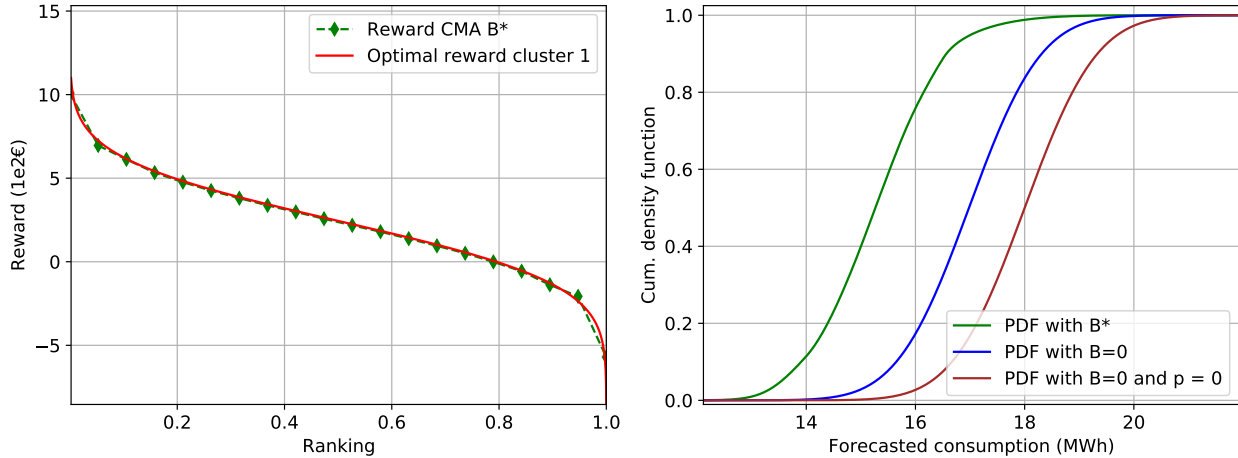 15
10
5
0
−5
0.2
0.4
0.6
0.8
1.0
Reward (1e2€)
Ranking
Reward CMA B*
Optimal reward cluster 1
1.0
0.8
0.6
0.4
0.2
0.0
14
16
18
20
Cum. density function
Forecasted consumption (MWh)
PDF with B*
PDF with B=0
PDF with B=0 and p = 0